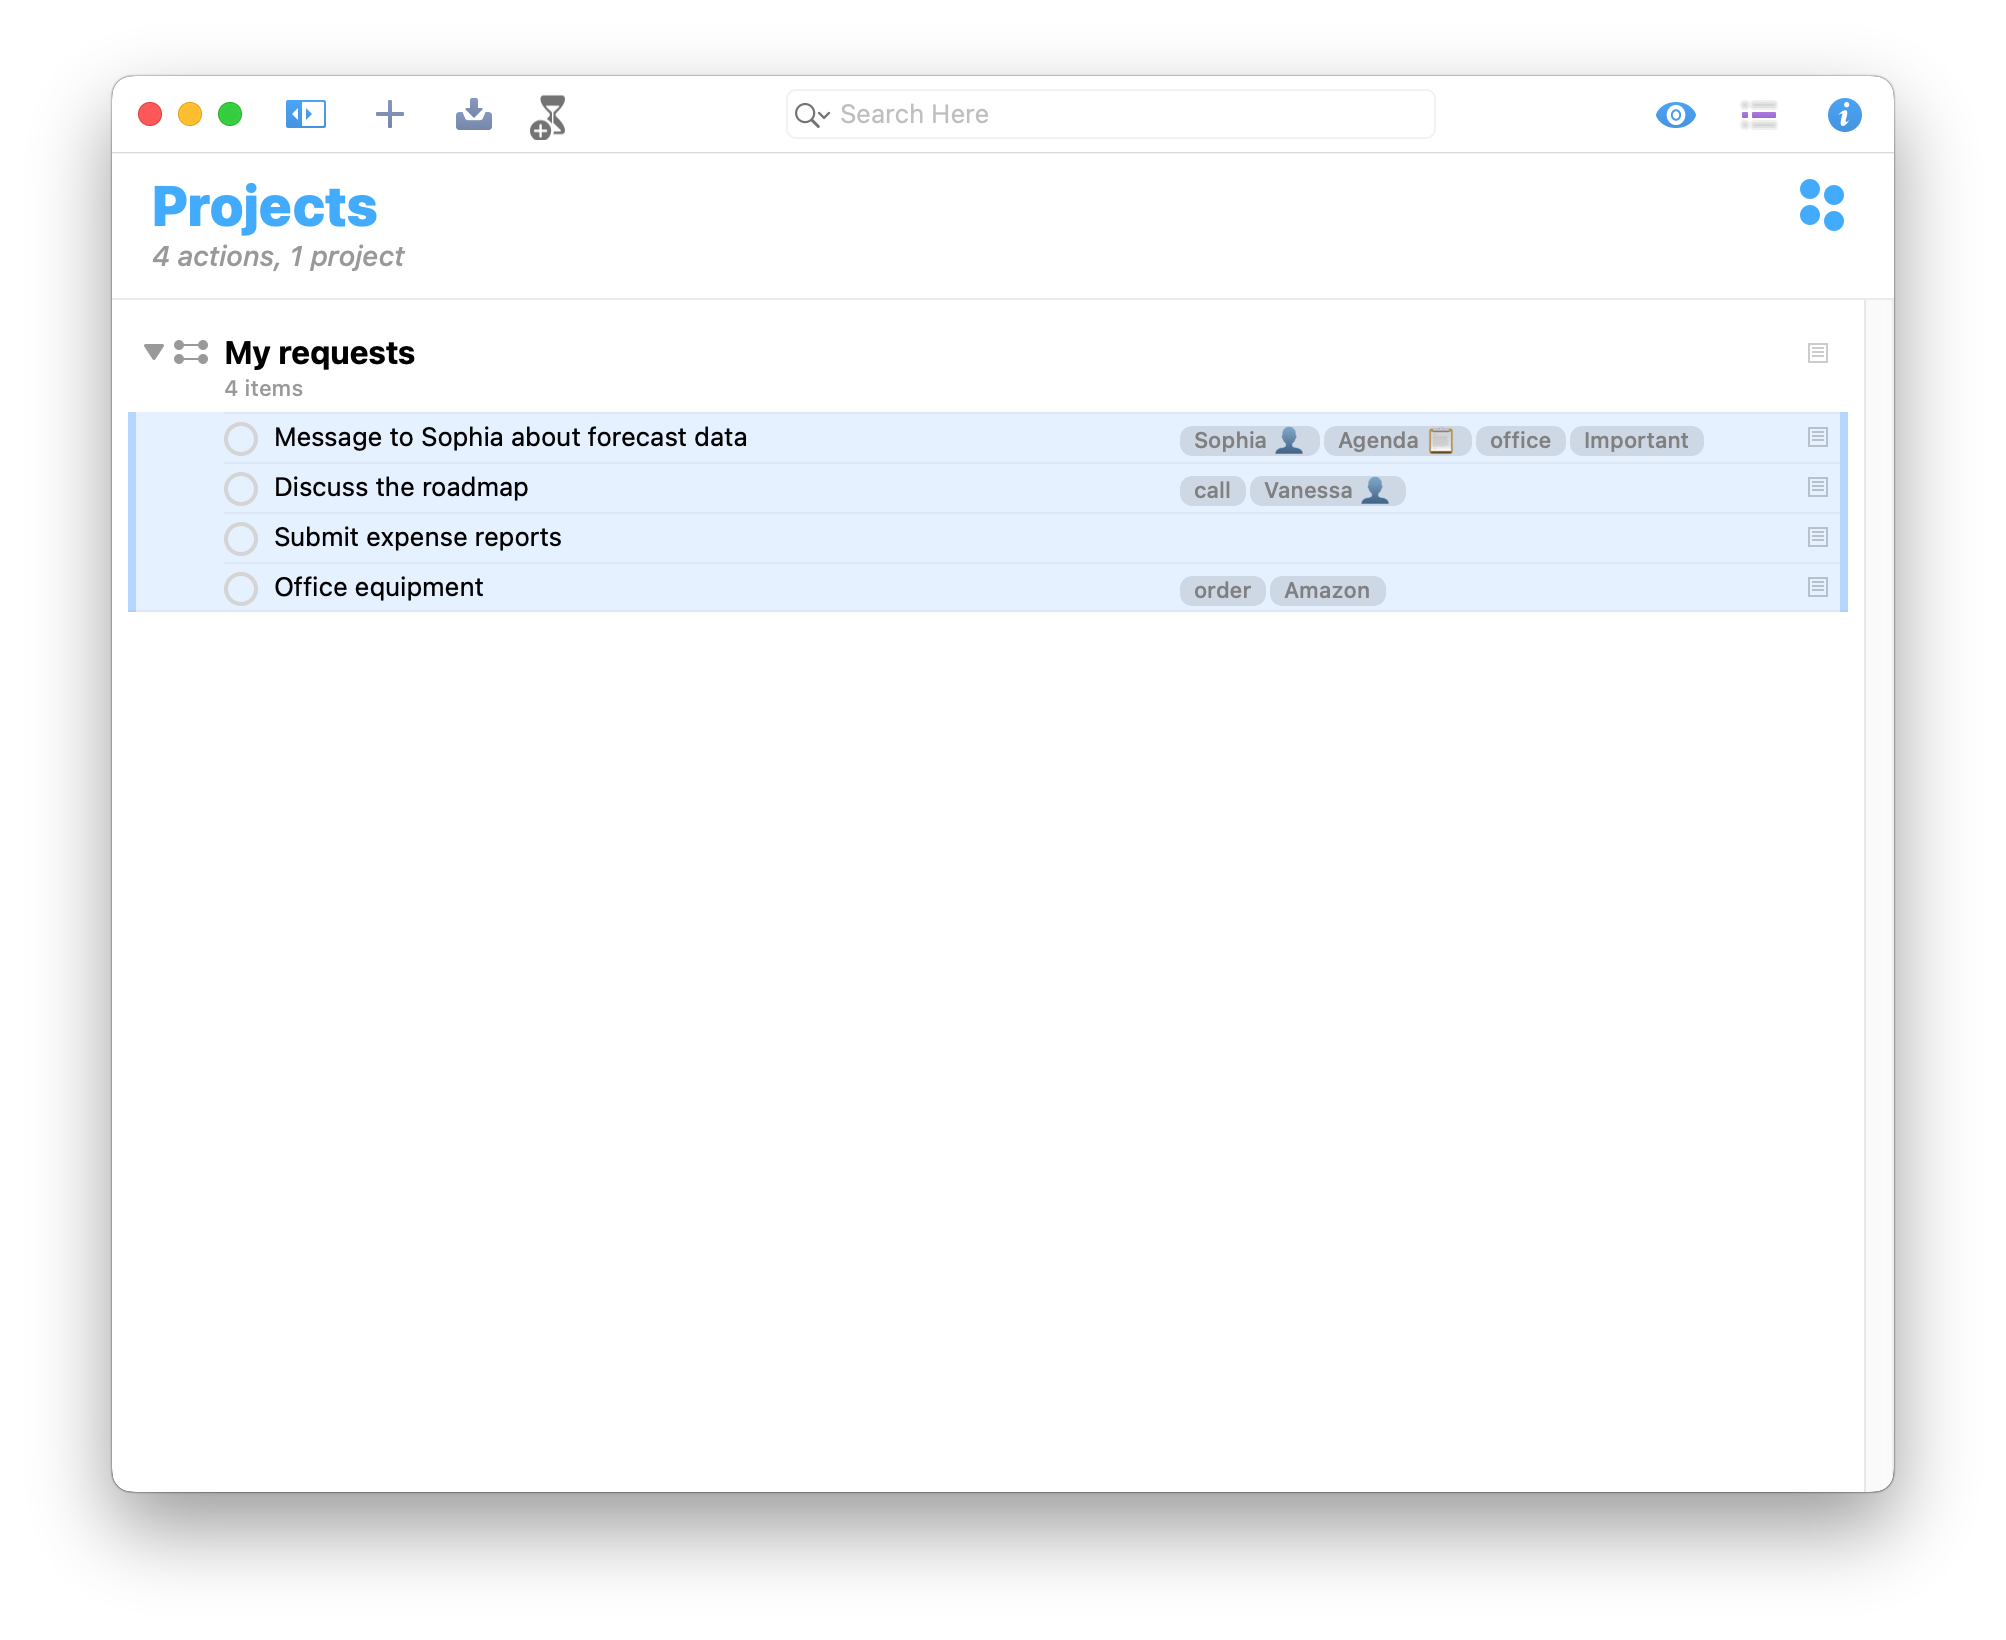 Search Here
Projects
4 actions, 1 project
My requests
4 items
Message to Sophia about forecast data Sophia 👤 Agenda 📋 office Important
Discuss the roadmap call Vanessa 👤
Submit expense reports
Office equipment order Amazon